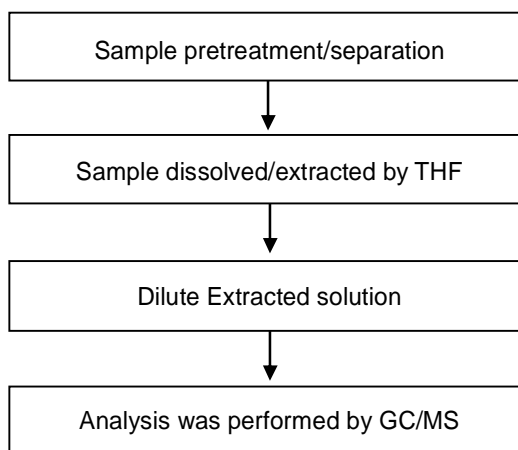 Sample pretreatment/separation
Sample dissolved/extracted by THF
Dilute Extracted solution
Analysis was performed by GC/MS